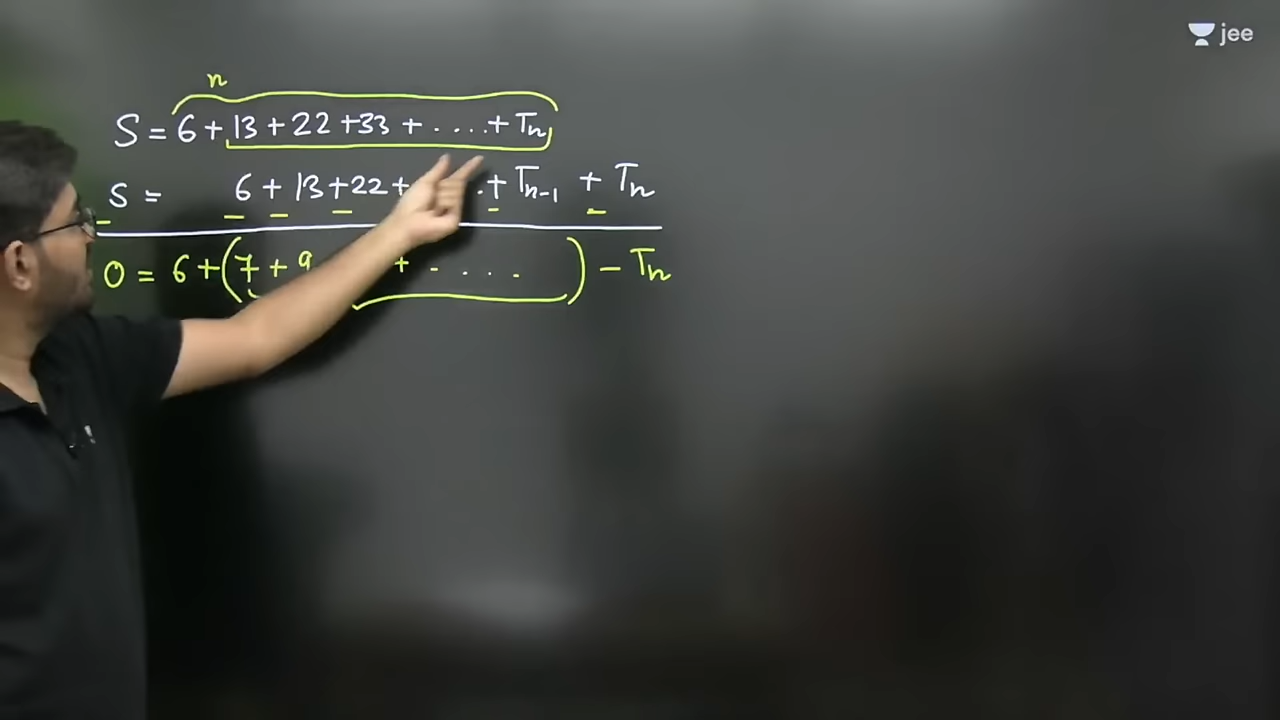 jee
n
S = 6 + 13 + 22 + 33 + .... + Tn
S = 6 + 13 + 22 + . + Tn-1 + Tn
0 = 6 + (7 + 9 + .... ) - Tn